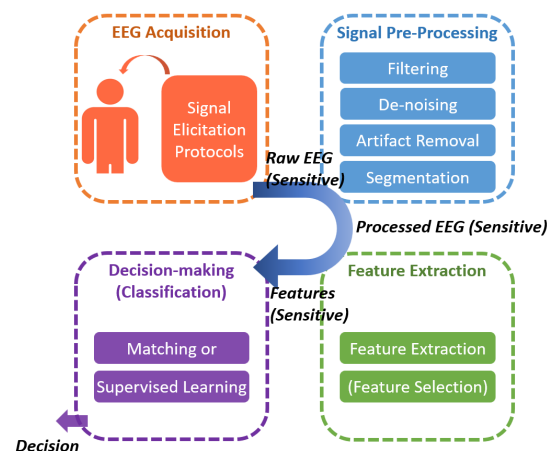 EEG Acquisition
Signal
Elicitation
Protocols
Raw EEG
(Sensitive)
Signal Pre-Processing
Filtering
De-noising
Artifact Removal
Segmentation
Processed EEG (Sensitive)
Feature Extraction
Feature Extraction
(Feature Selection)
Features
(Sensitive)
Decision-making
(Classification)
Matching or
Supervised Learning
Decision